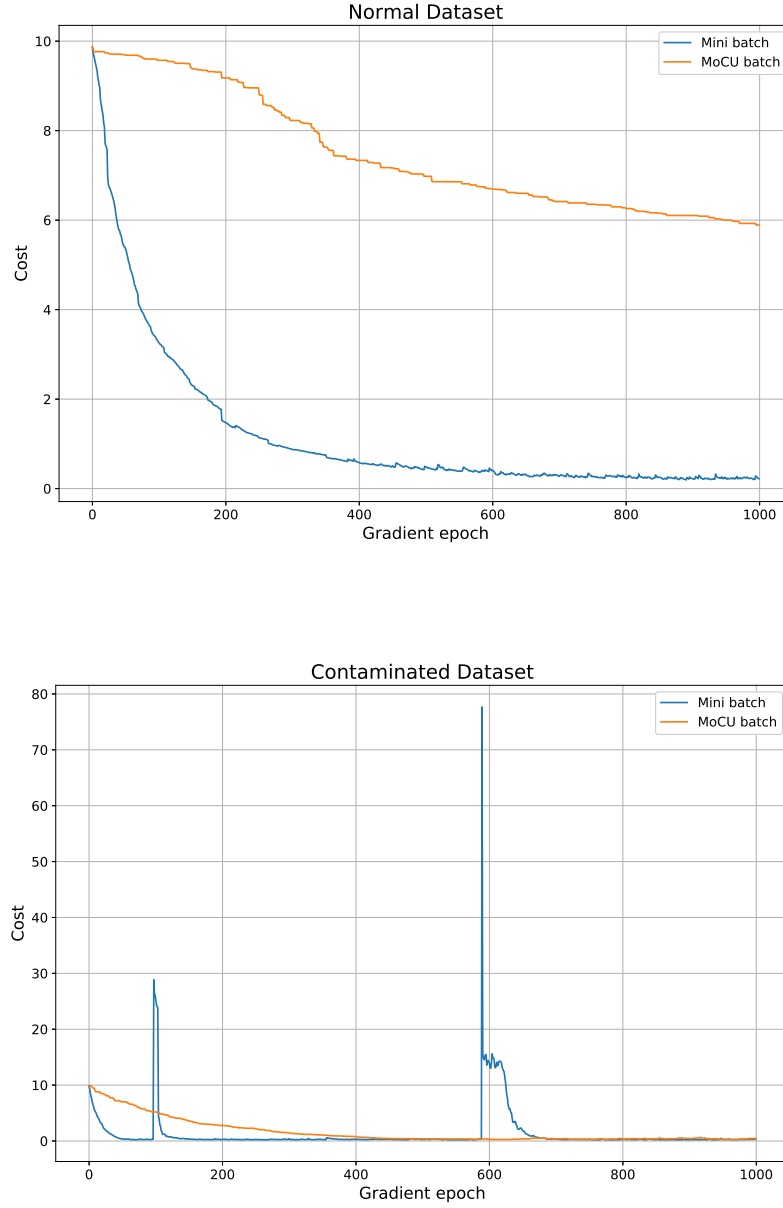 Normal Dataset
10
8
6
4
2
0
Cost
Mini batch
MoCU batch
0 200 400 600 800 1000
Gradient epoch
Contaminated Dataset
80
70
60
50
40
30
20
10
0
Cost
Mini batch
MoCU batch
0 200 400 600 800 1000
Gradient epoch